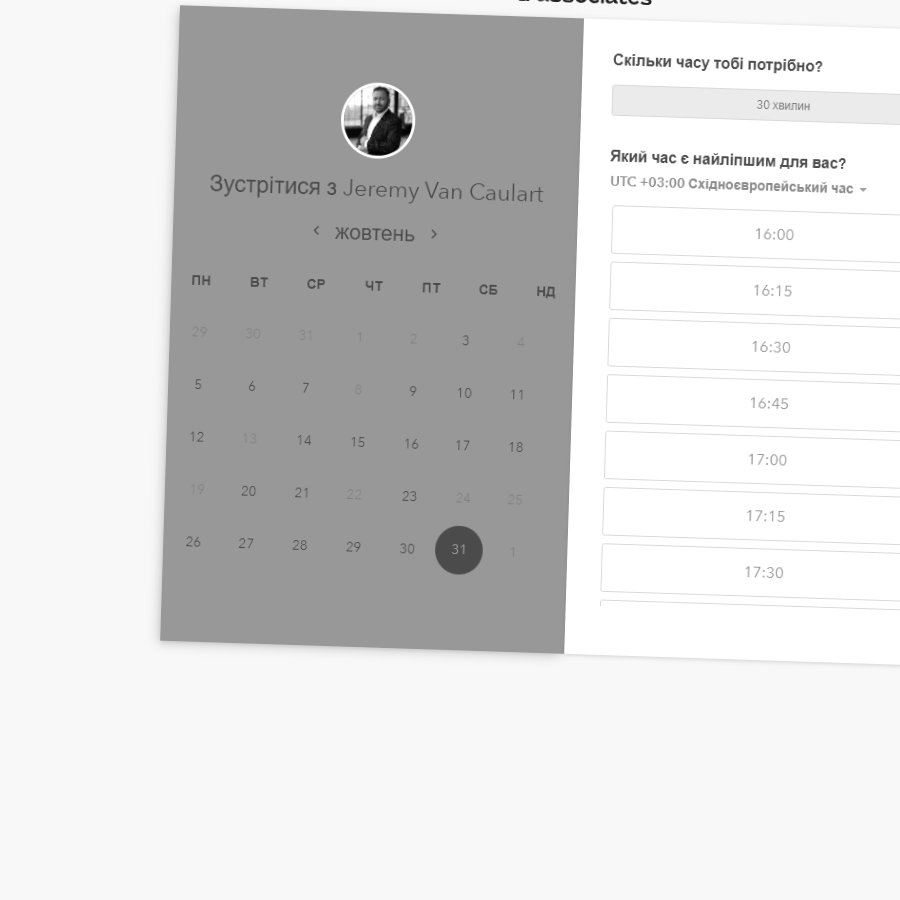 associates
Зустрітися з Jeremy Van Caulart
жовтень
ПН ВТ СР ЧТ ПТ СБ НД
29 30 31 1 2 3 4
5 6 7 8 9 10 11
12 13 14 15 16 17 18
19 20 21 22 23 24 25
26 27 28 29 30 31 1
Скільки часу тобі потрібно?
30 хвилин
Який час є найліпшим для вас?
UTC +03:00 Східноєвропейський час
16:00
16:15
16:30
16:45
17:00
17:15
17:30